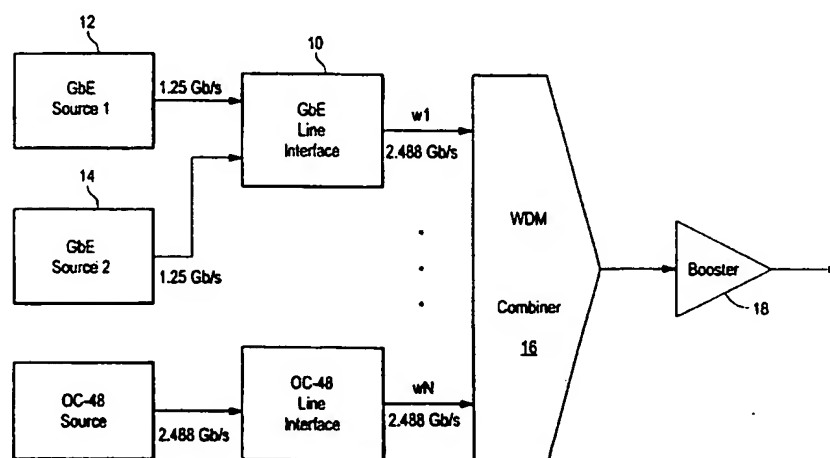 12
GbE
Source 1
1.25 Gb/s
10
GbE
Line
Interface
w1
2.488 Gb/s
14
GbE
Source 2
1.25 Gb/s
WDM
Combiner
16
Booster
18
OC-48
Source
2.488 Gb/s
OC-48
Line
Interface
wN
2.488 Gb/s